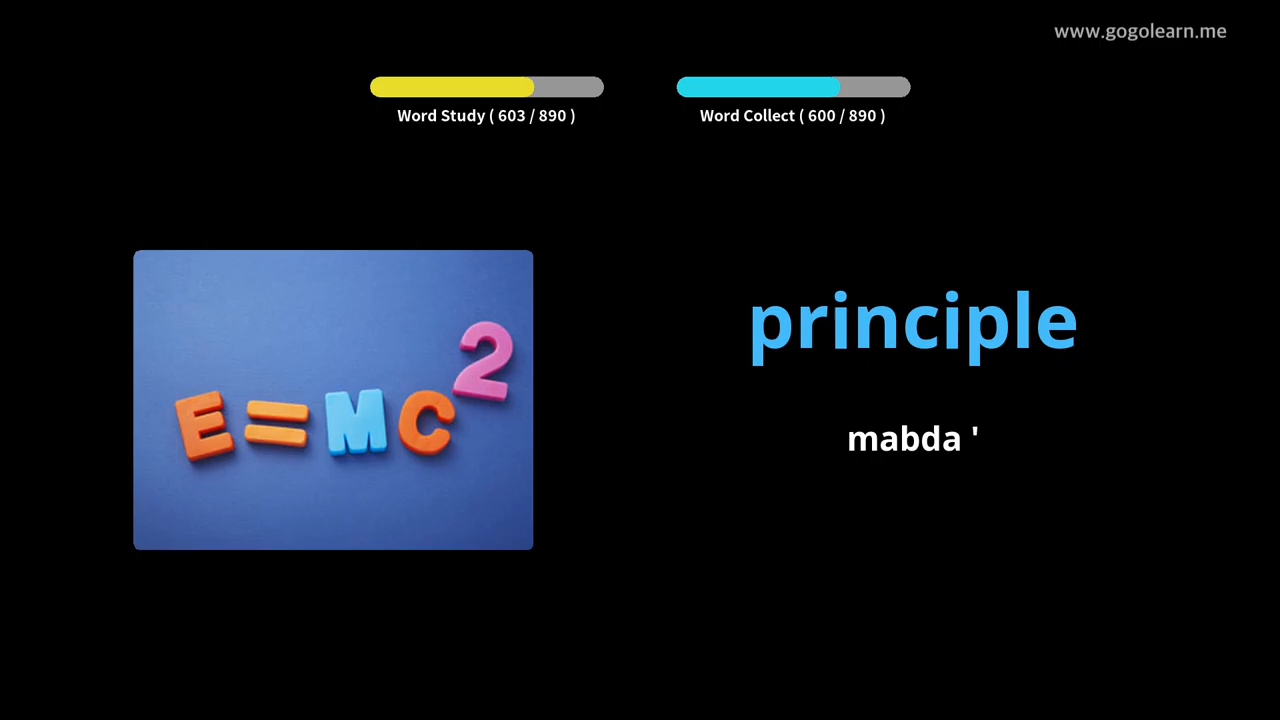 www.gogolearn.me
Word Study ( 603 / 890 )
Word Collect ( 600 / 890 )
E=MC2
principle
mabda '